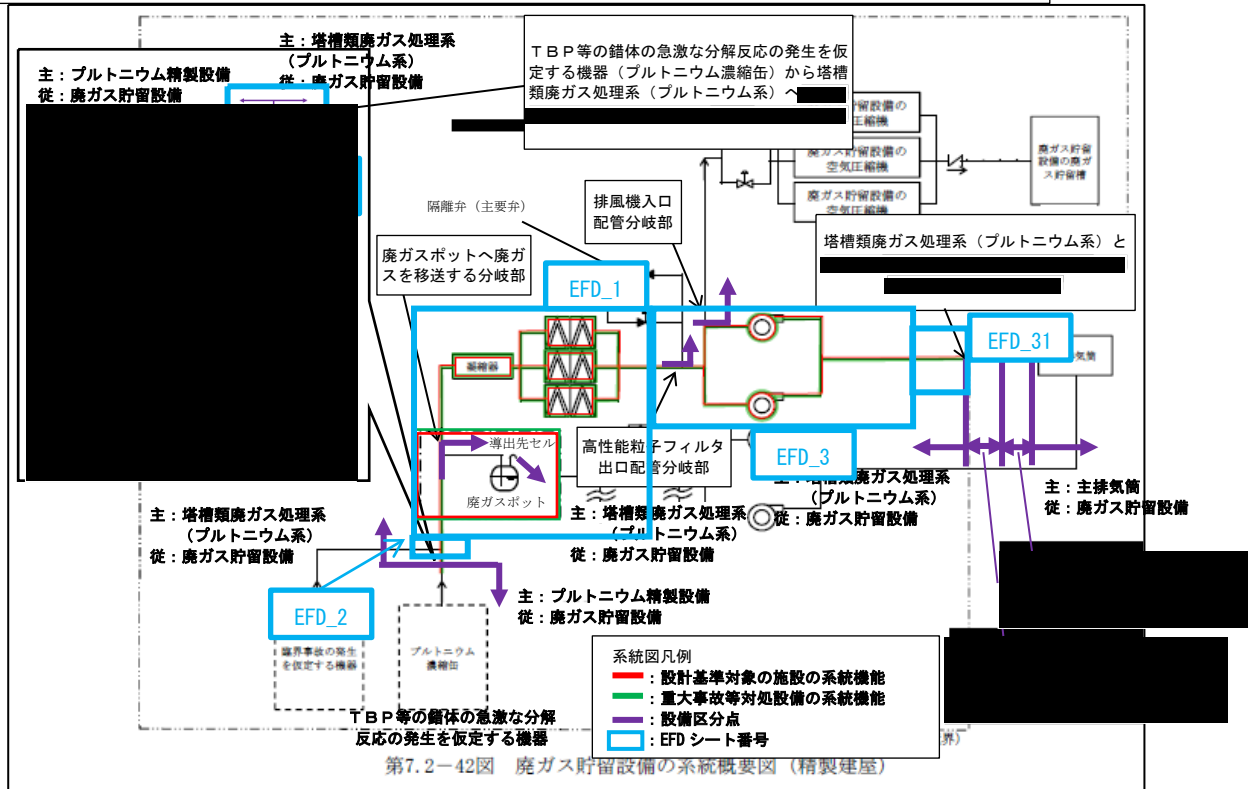 主：塔槽類廃ガス処理系
（プルトニウム系）
従：廃ガス貯留設備
主：プルトニウム精製設備
従：廃ガス貯留設備
ＴＢＰ等の錯体の急激な分解反応の発生を仮
定する機器（プルトニウム濃縮缶）から塔槽
類廃ガス処理系（プルトニウム系）へ
貯留設備の
圧縮機
廃ガス貯留設備の
空気圧縮機
廃ガス貯留設備の
空気圧縮機
廃ガス貯留
設備の廃ガ
ス貯留槽
隔離弁（主要弁）
排風機入口
配管分岐部
塔槽類廃ガス処理系（プルトニウム系）と
廃ガスポットへ廃ガ
スを移送する分岐部
EFD_1
EFD_31
気筒
凝縮器
導出先セル
廃ガスポット
高性能粒子フィルタ
出口配管分岐部
EFD_3
主：塔槽類廃ガス処理系
（プルトニウム系）
従：廃ガス貯留設備
主：主排気筒
従：廃ガス貯留設備
主：塔槽類廃ガス処理系
（プルトニウム系）
従：廃ガス貯留設備
主：塔槽類廃ガス処理系
（プルトニウム系）
従：廃ガス貯留設備
EFD_2
主：プルトニウム精製設備
従：廃ガス貯留設備
臨界事故の発生
を仮定する機器
プルトニウム
濃縮缶
ＴＢＰ等の錯体の急激な分解
反応の発生を仮定する機器
系統図凡例
：設計基準対象の施設の系統機能
：重大事故等対処設備の系統機能
：設備区分点
：EFDシート番号
界）
第7.2－42図　廃ガス貯留設備の系統概要図（精製建屋）